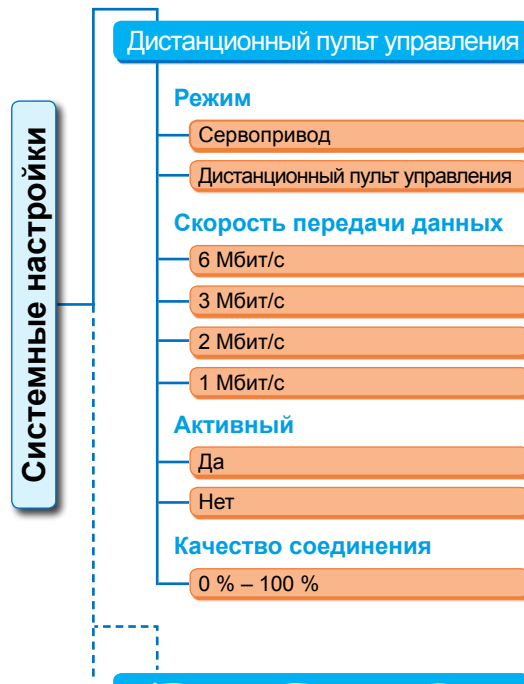 Системные настройки
Дистанционный пульт управления
Режим
Сервопривод
Дистанционный пульт управления
Скорость передачи данных
6 Мбит/с
3 Мбит/с
2 Мбит/с
1 Мбит/с
Активный
Да
Нет
Качество соединения
0 % – 100 %